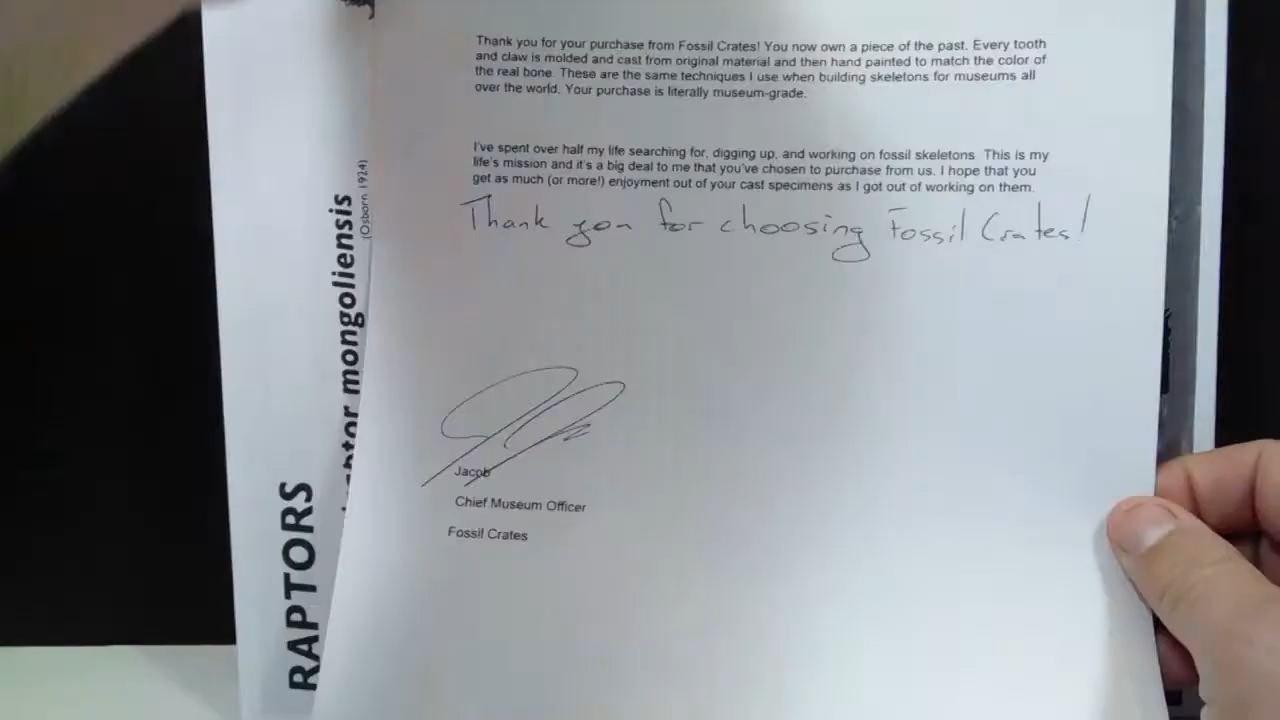 Thank you for your purchase from Fossil Crates! You now own a piece of the past. Every tooth
and claw is molded and cast from original material and then hand painted to match the color of
the real bone. These are the same techniques I use when building skeletons for museums all
over the world. Your purchase is literally museum-grade.
I've spent over half my life searching for, digging up, and working on fossil skeletons. This is my
life's mission and it's a big deal to me that you've chosen to purchase from us. I hope that you
get as much (or more!) enjoyment out of your cast specimens as I got out of working on them.
Thank you for choosing Fossil Crates!
Jacob
Chief Museum Officer
Fossil Crates
RAPTORS
mongoliensis
(Osborn 1924)